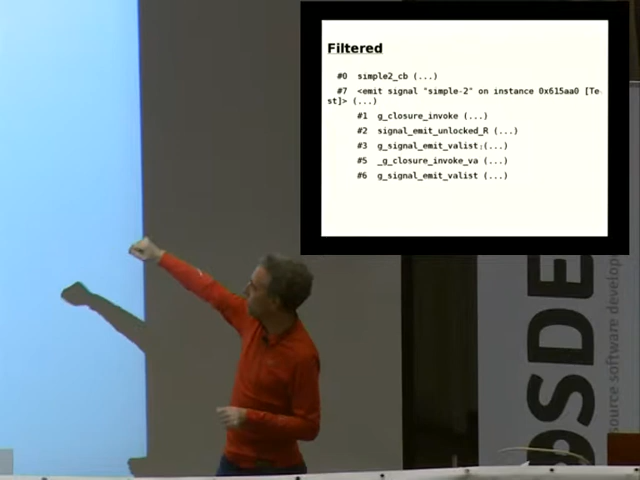 Filtered
#0 simple2_cb (...)
#7 <emit signal "simple-2" on instance 0x615aa0 [Te
st]> (...)
#1 g_closure_invoke (...)
#2 signal_emit_unlocked_R (...)
#3 g_signal_emit_valist (...)
#5 _g_closure_invoke_va (...)
#6 g_signal_emit_valist (...)
OSDE
ource software develop